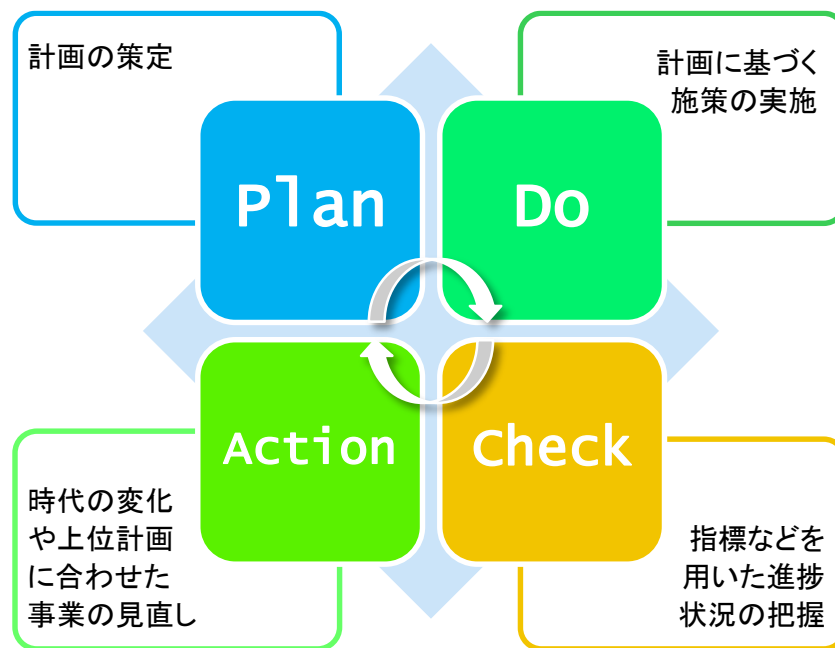 計画の策定
Plan
計画に基づく
施策の実施
Do
Action
時代の変化
や上位計画
に合わせた
事業の見直し
Check
指標などを
用いた進捗
状況の把握